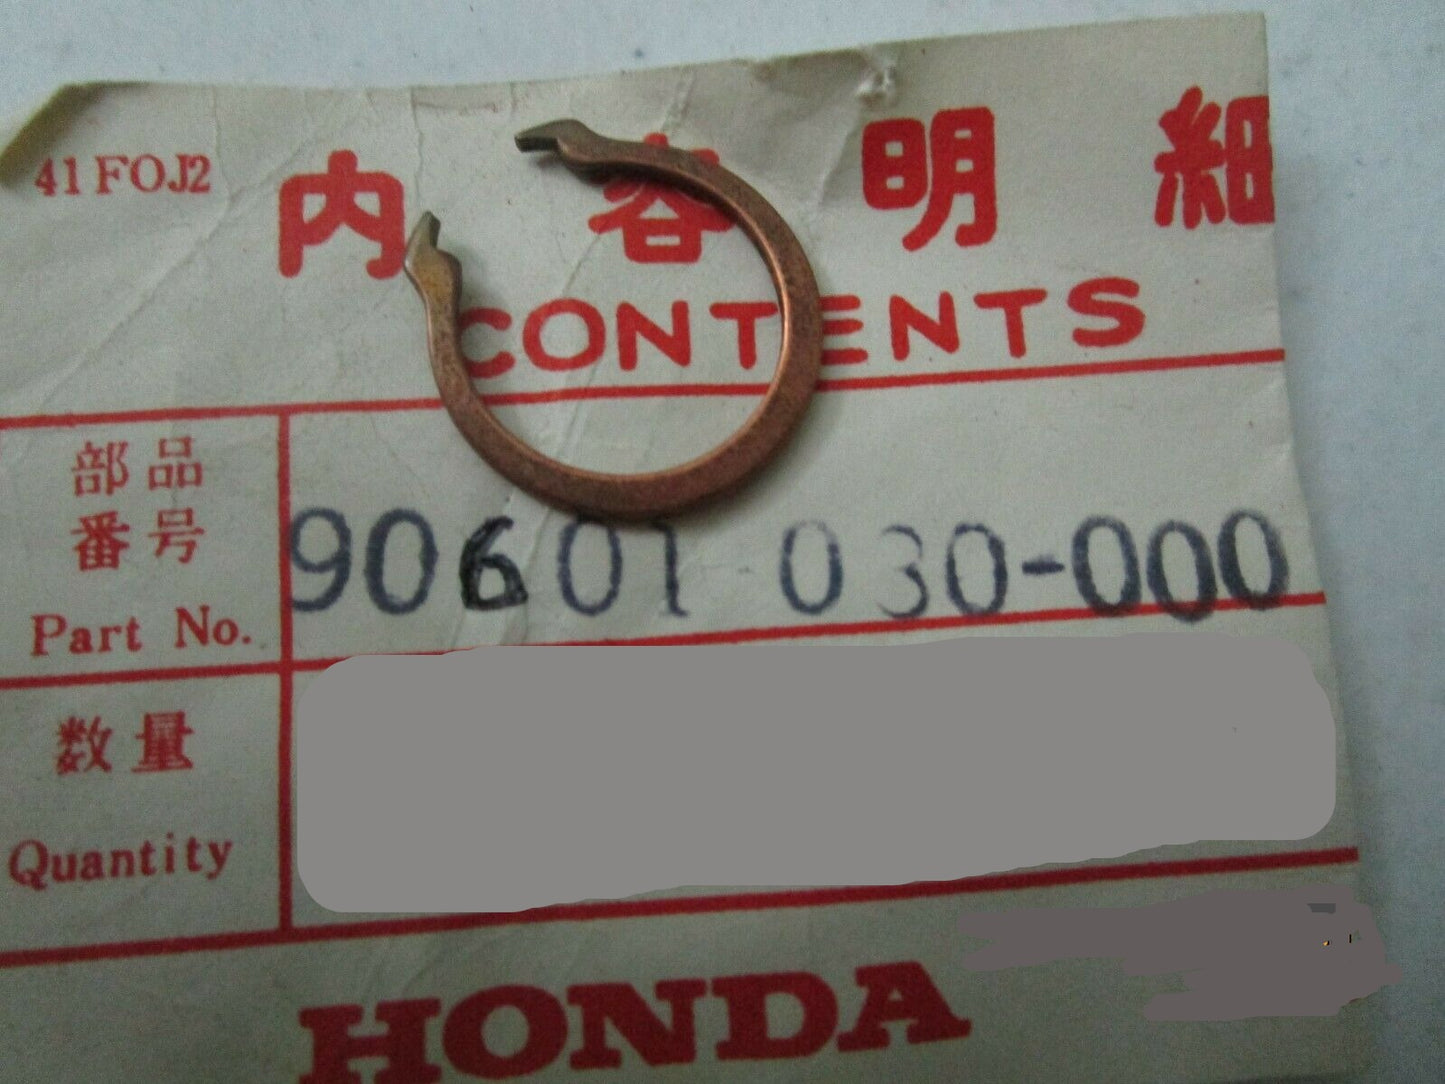 41FOJ2
内容明細
CONTENTS
部品
番号
Part No.
90601-030-000
数量
Quantity
HONDA